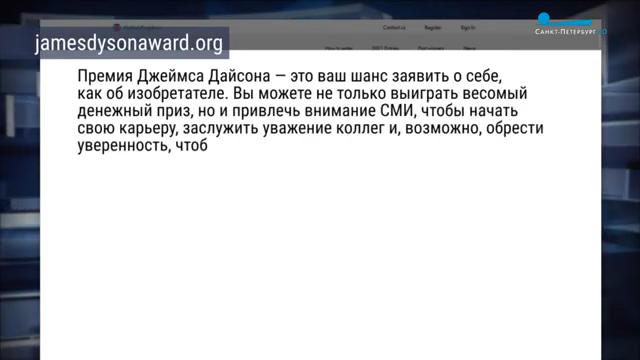 jamesdysonaward.org
Contact us Register Sign In
САНКТ-ПЕТЕРБУРГ
Премия Джеймса Дайсона — это ваш шанс заявить о себе,
как об изобретателе. Вы можете не только выиграть весомый
денежный приз, но и привлечь внимание СМИ, чтобы начать
свою карьеру, заслужить уважение коллег и, возможно, обрести
уверенность, чтоб